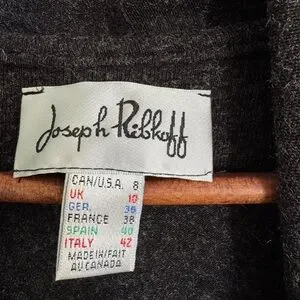 Joseph Ribkoff
CAN/U.S.A. 8
UK 10
GER. 36
FRANCE 38
SPAIN 40
ITALY 42
MADE IN/FAIT
AU CANADA